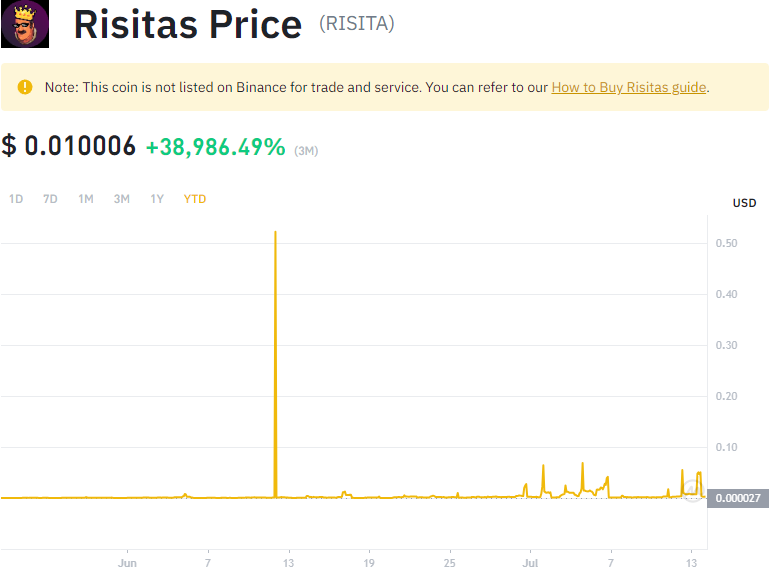 Risitas Price (RISITA)
Note: This coin is not listed on Binance for trade and service. You can refer to our How to Buy Risitas guide.
$ 0.010006 +38,986.49% (3M)
1D 7D 1M 3M 1Y YTD
USD
0.50
0.40
0.30
0.20
0.10
0.000027
Jun 7 13 19 25 Jul 7 13